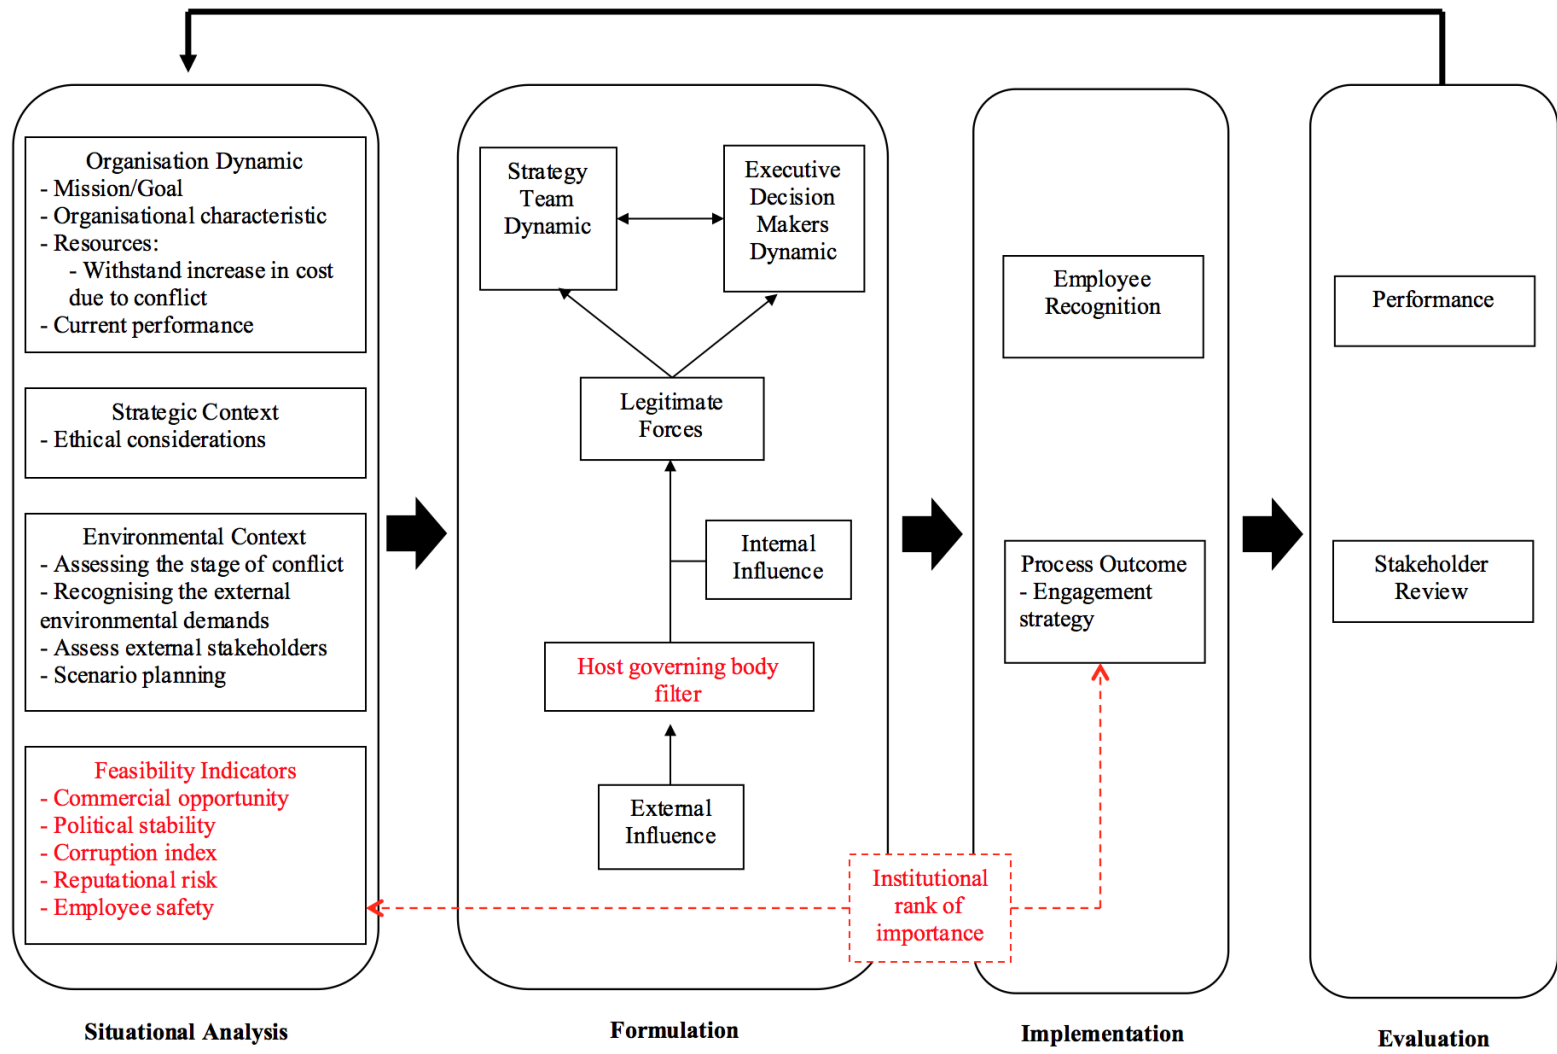 Organisation Dynamic
- Mission/Goal
- Organisational characteristic
- Resources:
- Withstand increase in cost
due to conflict
- Current performance
Strategic Context
- Ethical considerations
Environmental Context
- Assessing the stage of conflict
- Recognising the external
environmental demands
- Assess external stakeholders
- Scenario planning
Feasibility Indicators
- Commercial opportunity
- Political stability
- Corruption index
- Reputational risk
- Employee safety
Situational Analysis
Strategy
Team
Dynamic
Executive
Decision
Makers
Dynamic
Legitimate
Forces
Internal
Influence
Host governing body
filter
External
Influence
Institutional
rank of
importance
Formulation
Employee
Recognition
Process Outcome
- Engagement
strategy
Implementation
Performance
Stakeholder
Review
Evaluation